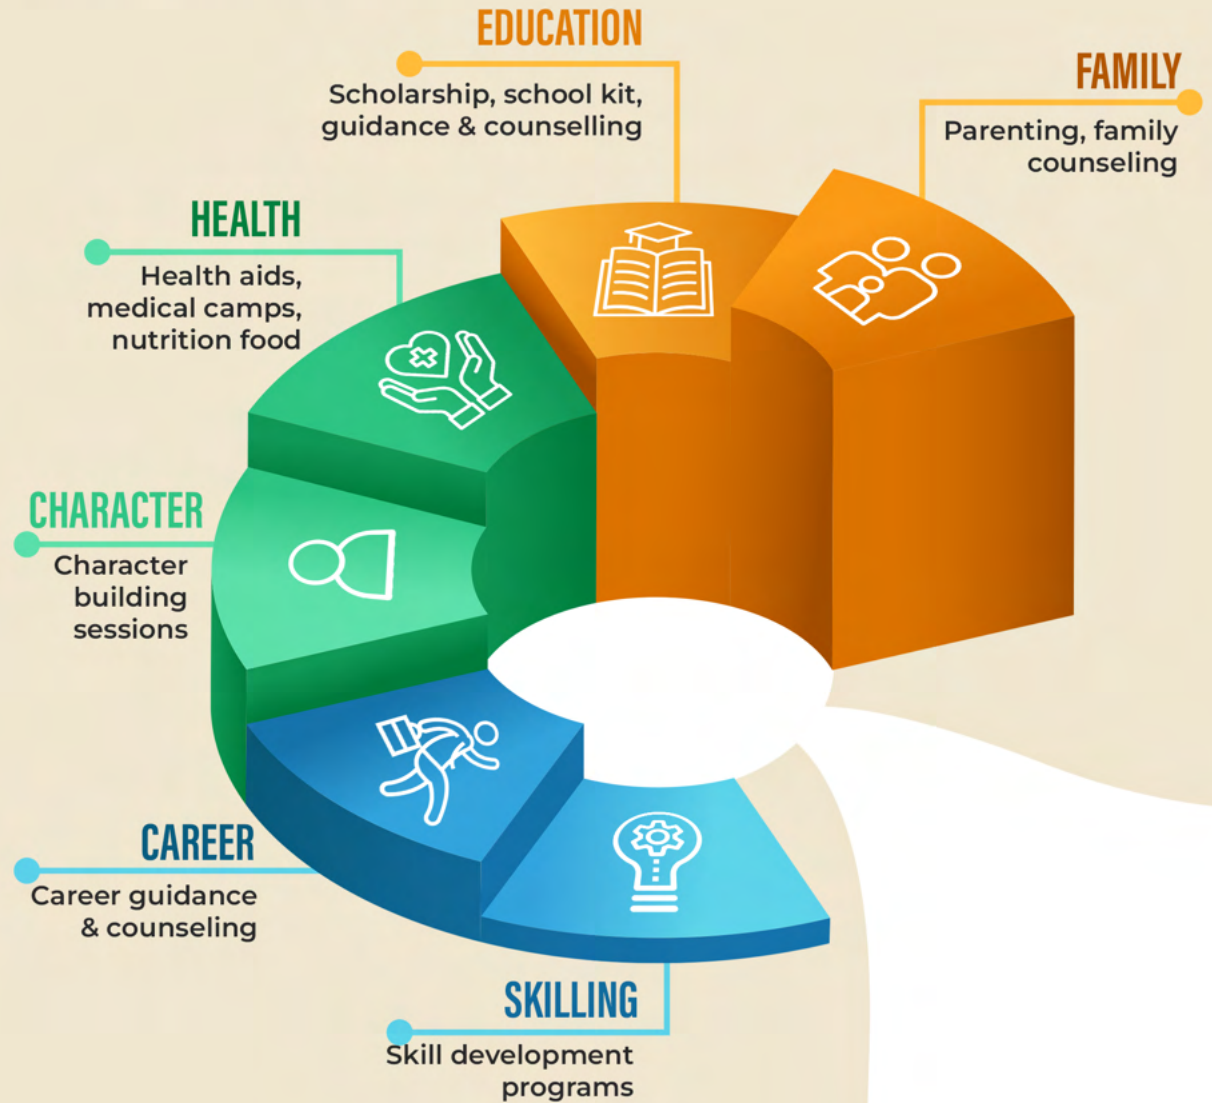 EDUCATION
Scholarship, school kit,
guidance & counselling
FAMILY
Parenting, family
counseling
HEALTH
Health aids,
medical camps,
nutrition food
CHARACTER
Character
building
sessions
CAREER
Career guidance
& counseling
SKILLING
Skill development
programs